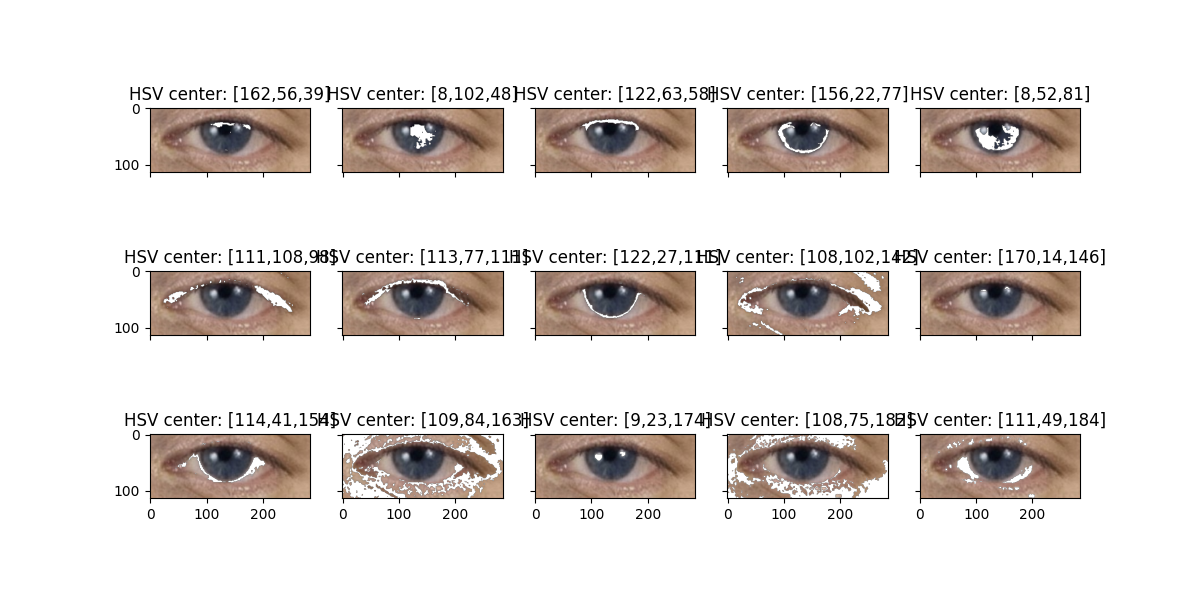 HSV center: [162,56,39] HSV center: [8,102,48] HSV center: [122,63,58] HSV center: [156,22,77] HSV center: [8,52,81]
0
100
HSV center: [111,108,98] HSV center: [113,77,111] HSV center: [122,27,111] HSV center: [108,102,142] HSV center: [170,14,146]
0
100
HSV center: [114,41,154] HSV center: [109,84,163] HSV center: [9,23,174] HSV center: [108,75,182] HSV center: [111,49,184]
0
100
0 100 200 0 100 200 0 100 200 0 100 200 0 100 200